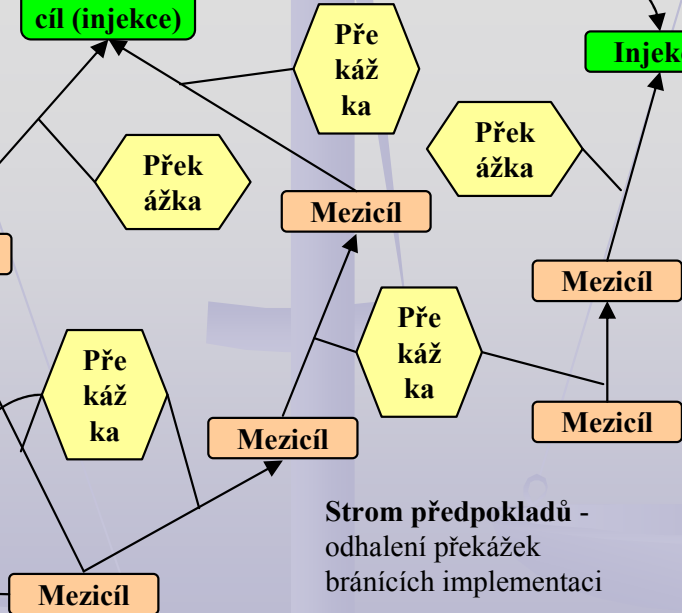 cíl (injekce)
Pře
káž
ka
Injek
Přek
ážka
Přek
ážka
Mezicíl
Mezicíl
Pře
káž
ka
Pře
káž
ka
Mezicíl
Mezicíl
Strom předpokladů -
odhalení překážek
bránících implementaci
Mezicíl